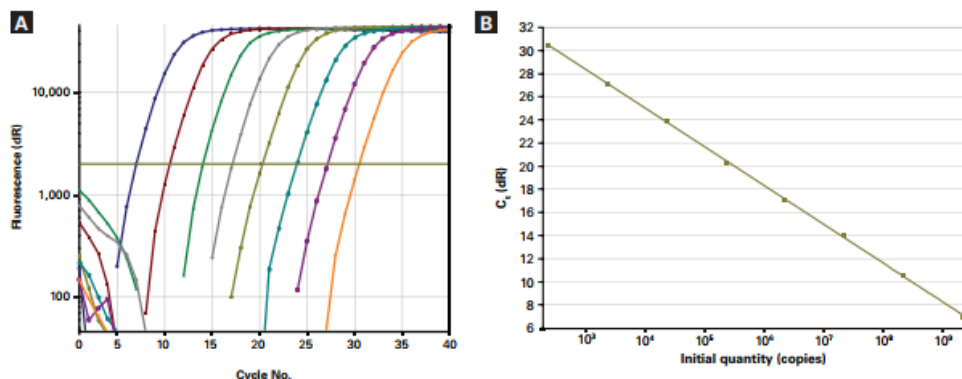 A
Fluorescence (dR)
10,000
1,000
100
0 5 10 15 20 25 30 35 40
Cycle No.
B
Cₜ (dR)
34
32
30
28
26
24
22
20
18
16
14
12
10
8
6
10³ 10⁴ 10⁵ 10⁶ 10⁷ 10⁸ 10⁹
Initial quantity (copies)